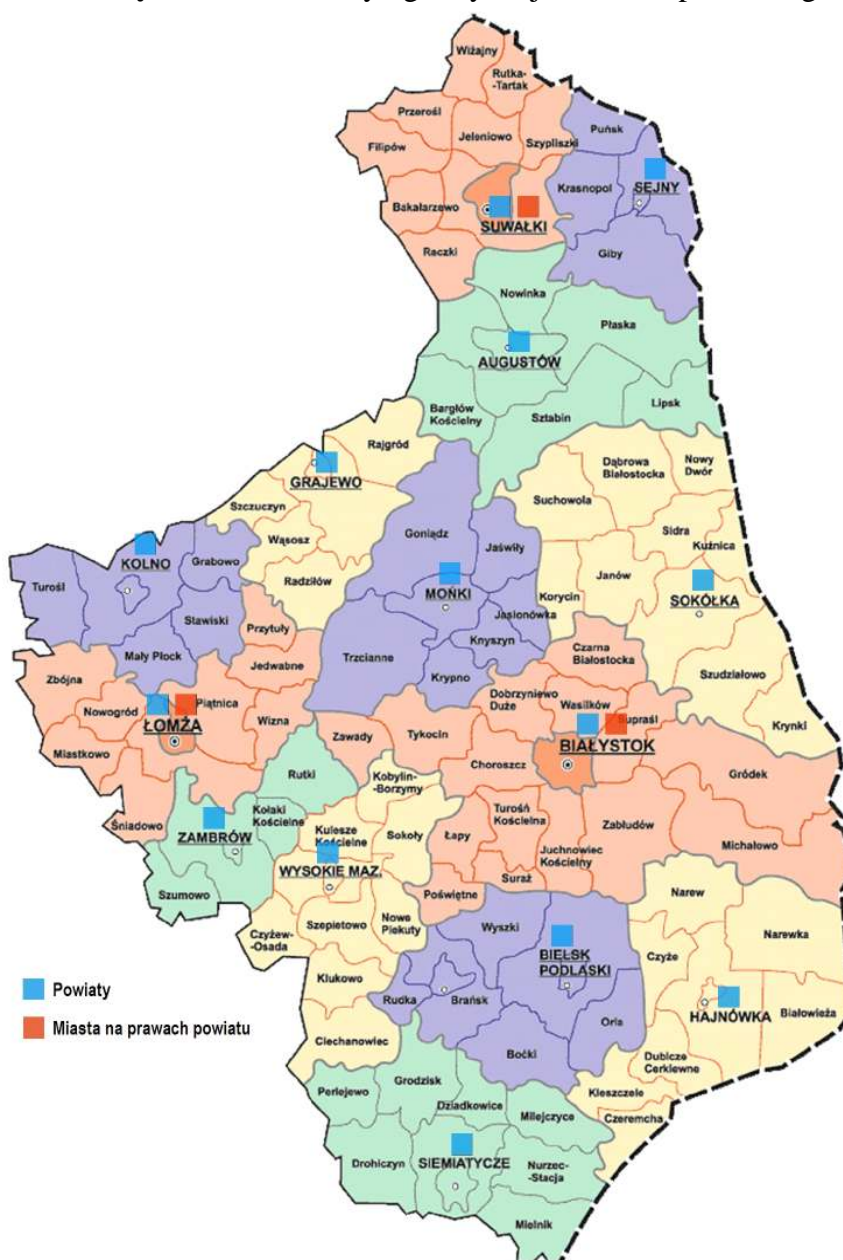 Wiżajny
Rutka-
-Tartak
Przerośl
Jeleniowo
Szypliszki
Filipów
Puńsk
SEJNY
Krasnopol
Bakałarzewo
SUWAŁKI
Raczki
Giby
Nowinka
Płaska
AUGUSTÓW
Bargłów
Kościelny
Sztabin
Lipsk
Rajgród
GRAJEWO
Szczuczyn
Wąsosz
Radziłów
Dąbrowa
Białostocka
Nowy
Dwór
Suchowola
Sidra
Kuźnica
Janów
Korycin
SOKÓŁKA
Szudziałowo
Krynki
Goniądz
Jaświły
MOŃKI
Jasionówka
Knyszyn
Trzcianne
Krypno
KOLNO
Grabowo
Turośl
Stawiski
Mały Płock
Przytuły
Jedwabne
Zbójna
Nowogród
Piątnica
ŁOMŻA
Wizna
Miastkowo
Śniadowo
Czarna
Białostocka
Dobrzyniewo
Duże
Wasilków
Supraśl
BIAŁYSTOK
Zawady
Tykocin
Choroszcz
Gródek
Turośń
Kościelna
Zabłudów
Michałowo
Łapy
Juchnowiec
Kościelny
Suraż
Poświętne
Rutki
Kołaki
Kościelne
ZAMBRÓW
Szumowo
Kobylin-
-Borzymy
Kulesze
Kościelne
Sokoły
WYSOKIE MAZ.
Szepietowo
Nowe
Piekuty
Czyżew-
-Osada
Klukowo
Ciechanowiec
Wyszki
BIELSK
PODLASKI
Rudka
Brańsk
Orla
Boćki
Narew
Narewka
Czyże
HAJNÓWKA
Białowieża
Dubicze
Cerkiewne
Kleszczele
Czeremcha
Perlejewo
Grodzisk
Dziadkowice
Milejczyce
Drohiczyn
SIEMIATYCZE
Nurzec-
-Stacja
Mielnik
Powiaty
Miasta na prawach powiatu